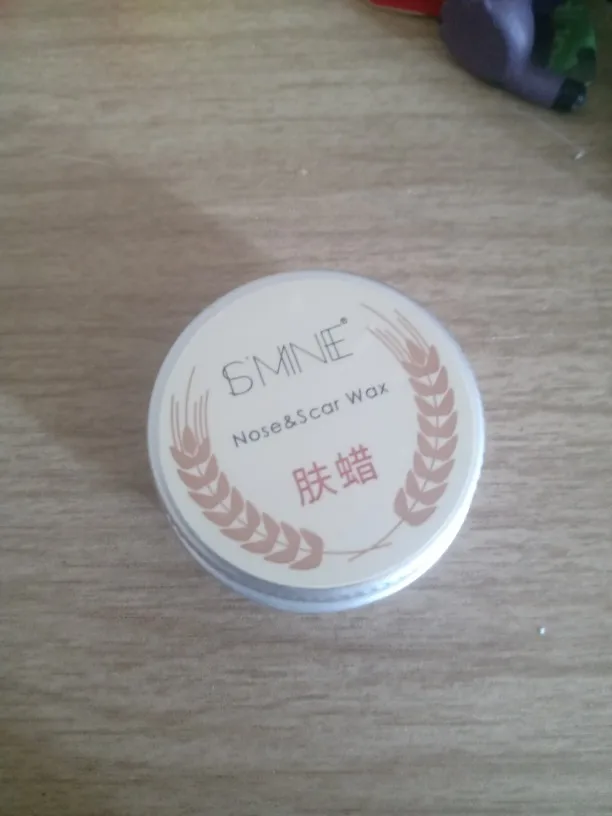 S'MINE®
Nose&Scar Wax
肤蜡